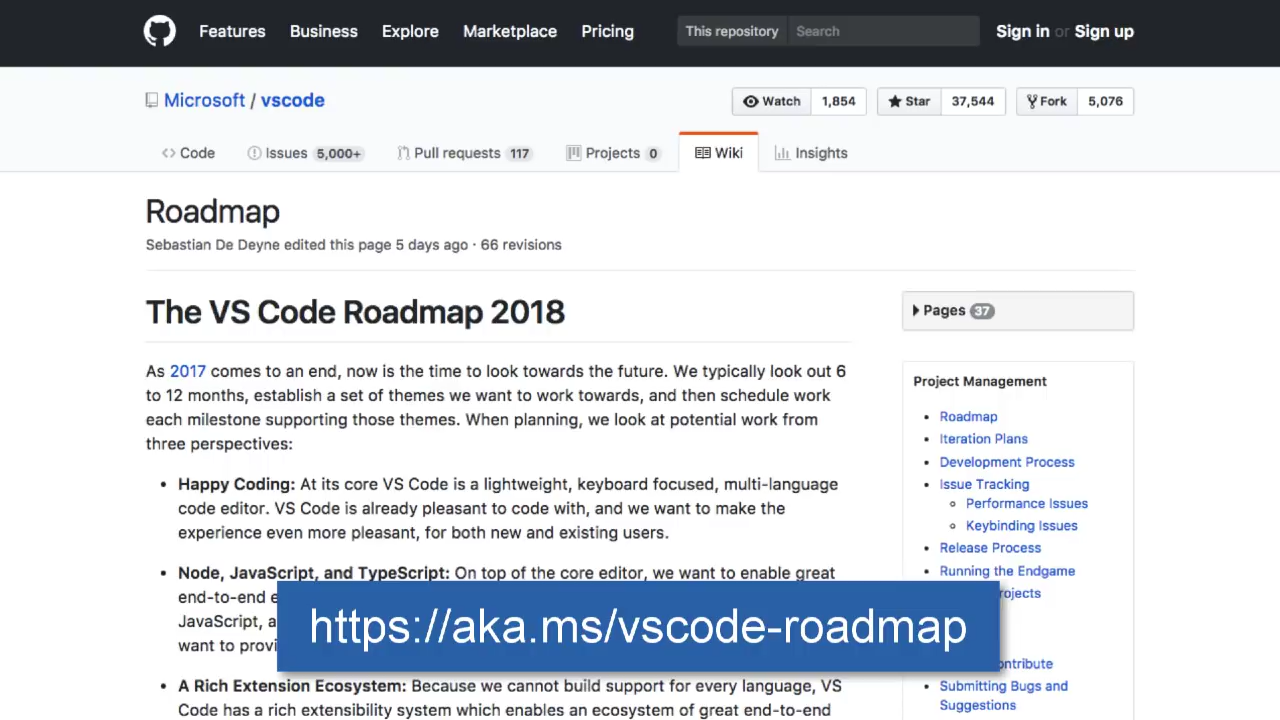 Features Business Explore Marketplace Pricing This repository Search Sign in or Sign up
Microsoft / vscode
Watch 1,854 Star 37,544 Fork 5,076
Code Issues 5,000+ Pull requests 117 Projects 0 Wiki Insights
Roadmap
Sebastian De Deyne edited this page 5 days ago · 66 revisions
The VS Code Roadmap 2018
As 2017 comes to an end, now is the time to look towards the future. We typically look out 6
to 12 months, establish a set of themes we want to work towards, and then schedule work
each milestone supporting those themes. When planning, we look at potential work from
three perspectives:
• Happy Coding: At its core VS Code is a lightweight, keyboard focused, multi-language
code editor. VS Code is already pleasant to code with, and we want to make the
experience even more pleasant, for both new and existing users.
• Node, JavaScript, and TypeScript: On top of the core editor, we want to enable great
end-to-end
JavaScript, a
want to provi
• A Rich Extension Ecosystem: Because we cannot build support for every language, VS
Code has a rich extensibility system which enables an ecosystem of great end-to-end
Pages 37
Project Management
• Roadmap
• Iteration Plans
• Development Process
• Issue Tracking
Performance Issues
Keybinding Issues
• Release Process
• Running the Endgame
rojects
ontribute
• Submitting Bugs and
Suggestions
https://aka.ms/vscode-roadmap